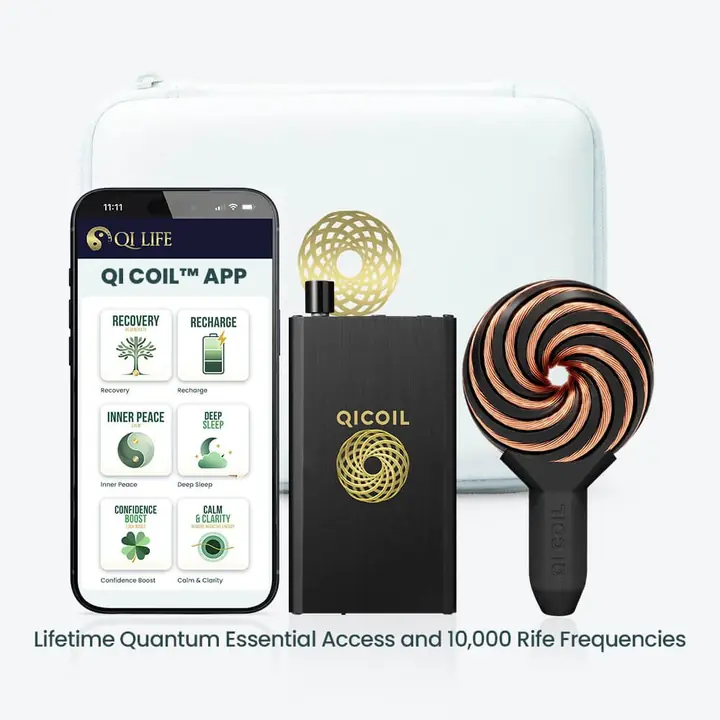 11:11
QI LIFE
QI COIL™ APP
RECOVERY
RECHARGE
Recovery
Recharge
INNER PEACE
DEEP
SLEEP
Inner Peace
Deep Sleep
CONFIDENCE
BOOST
CALM
& CLARITY
Confidence Boost
Calm & Clarity
QICOIL
QI COIL
Lifetime Quantum Essential Access and 10,000 Rife Frequencies